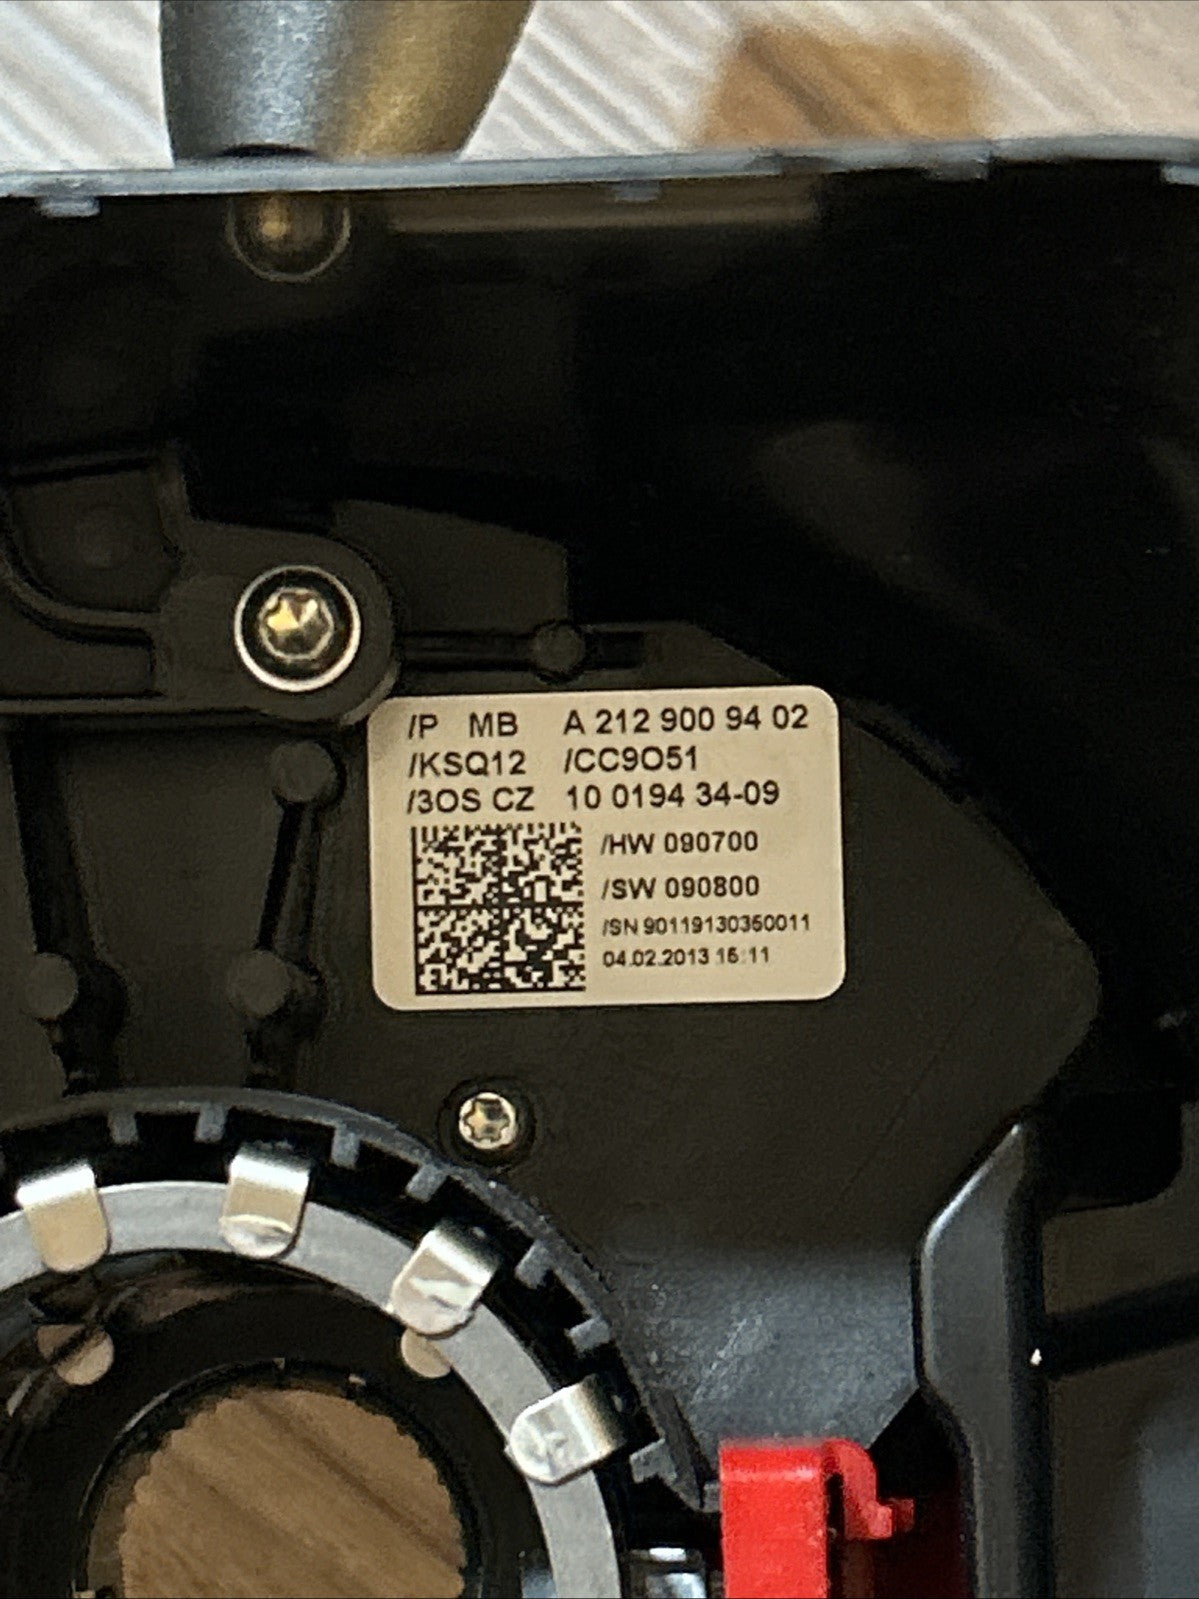 /P MB A 212 900 94 02
/KSQ12 /CC9O51
/3OS CZ 10 0194 34-09
/HW 090700
/SW 090800
/SN 90119130350011
04.02.2013 15:11